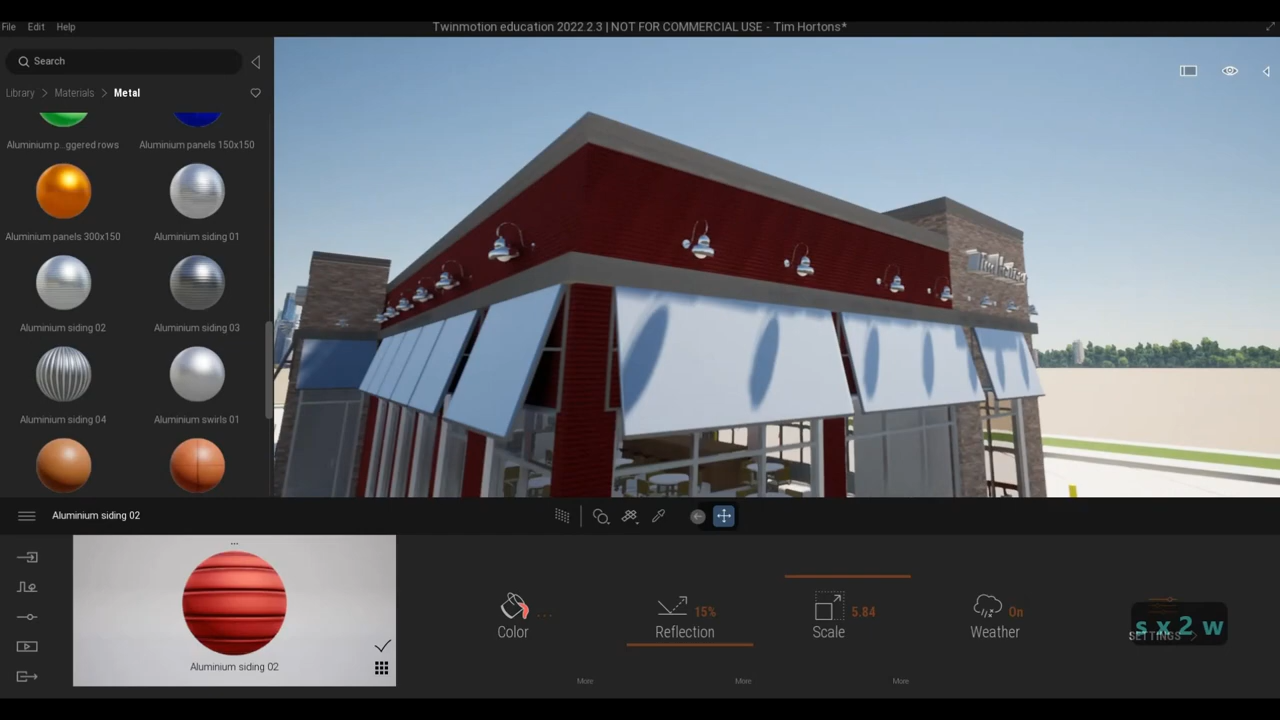 Twinmotion education 2022.2.3 | NOT FOR COMMERCIAL USE - Tim Hortons*
File Edit Help
Search
Library > Materials > Metal
Aluminium p...ggered rows
Aluminium panels 150x150
Aluminium panels 300x150
Aluminium siding 01
Aluminium siding 02
Aluminium siding 03
Aluminium siding 04
Aluminium swirls 01
Tim Hortons
Aluminium siding 02
...
Aluminium siding 02
Color ...
Reflection 15%
Scale 5.84
Weather On
SETTINGS
s x 2 w
More
More
More